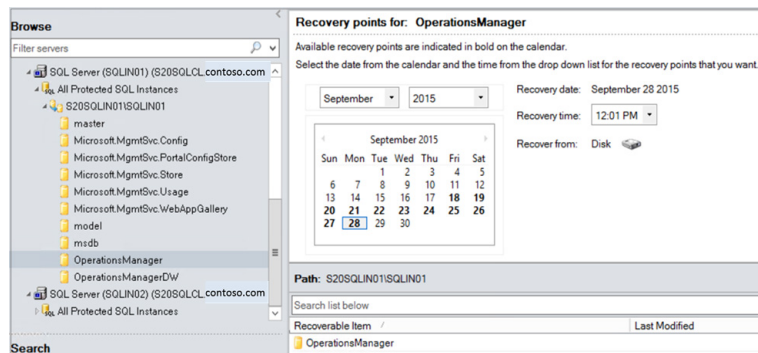 Browse
Filter servers
SQL Server (SQLIN01) (S20SQLCL.contoso.com
All Protected SQL Instances
S20SQLIN01\SQLIN01
master
Microsoft.MgmtSvc.Config
Microsoft.MgmtSvc.PortalConfigStore
Microsoft.MgmtSvc.Store
Microsoft.MgmtSvc.Usage
Microsoft.MgmtSvc.WebAppGallery
model
msdb
OperationsManager
OperationsManagerDW
SQL Server (SQLIN02) (S20SQLCL.contoso.com
All Protected SQL Instances
Search
Recovery points for: OperationsManager
Available recovery points are indicated in bold on the calendar.
Select the date from the calendar and the time from the drop down list for the recovery points that you want.
September 2015
Recovery date: September 28 2015
Recovery time: 12:01 PM
Recover from: Disk
September 2015
Sun Mon Tue Wed Thu Fri Sat
1 2 3 4 5
6 7 8 9 10 11 12
13 14 15 16 17 18 19
20 21 22 23 24 25 26
27 28 29 30
Path: S20SQLIN01\SQLIN01
Search list below
Recoverable Item Last Modified
OperationsManager